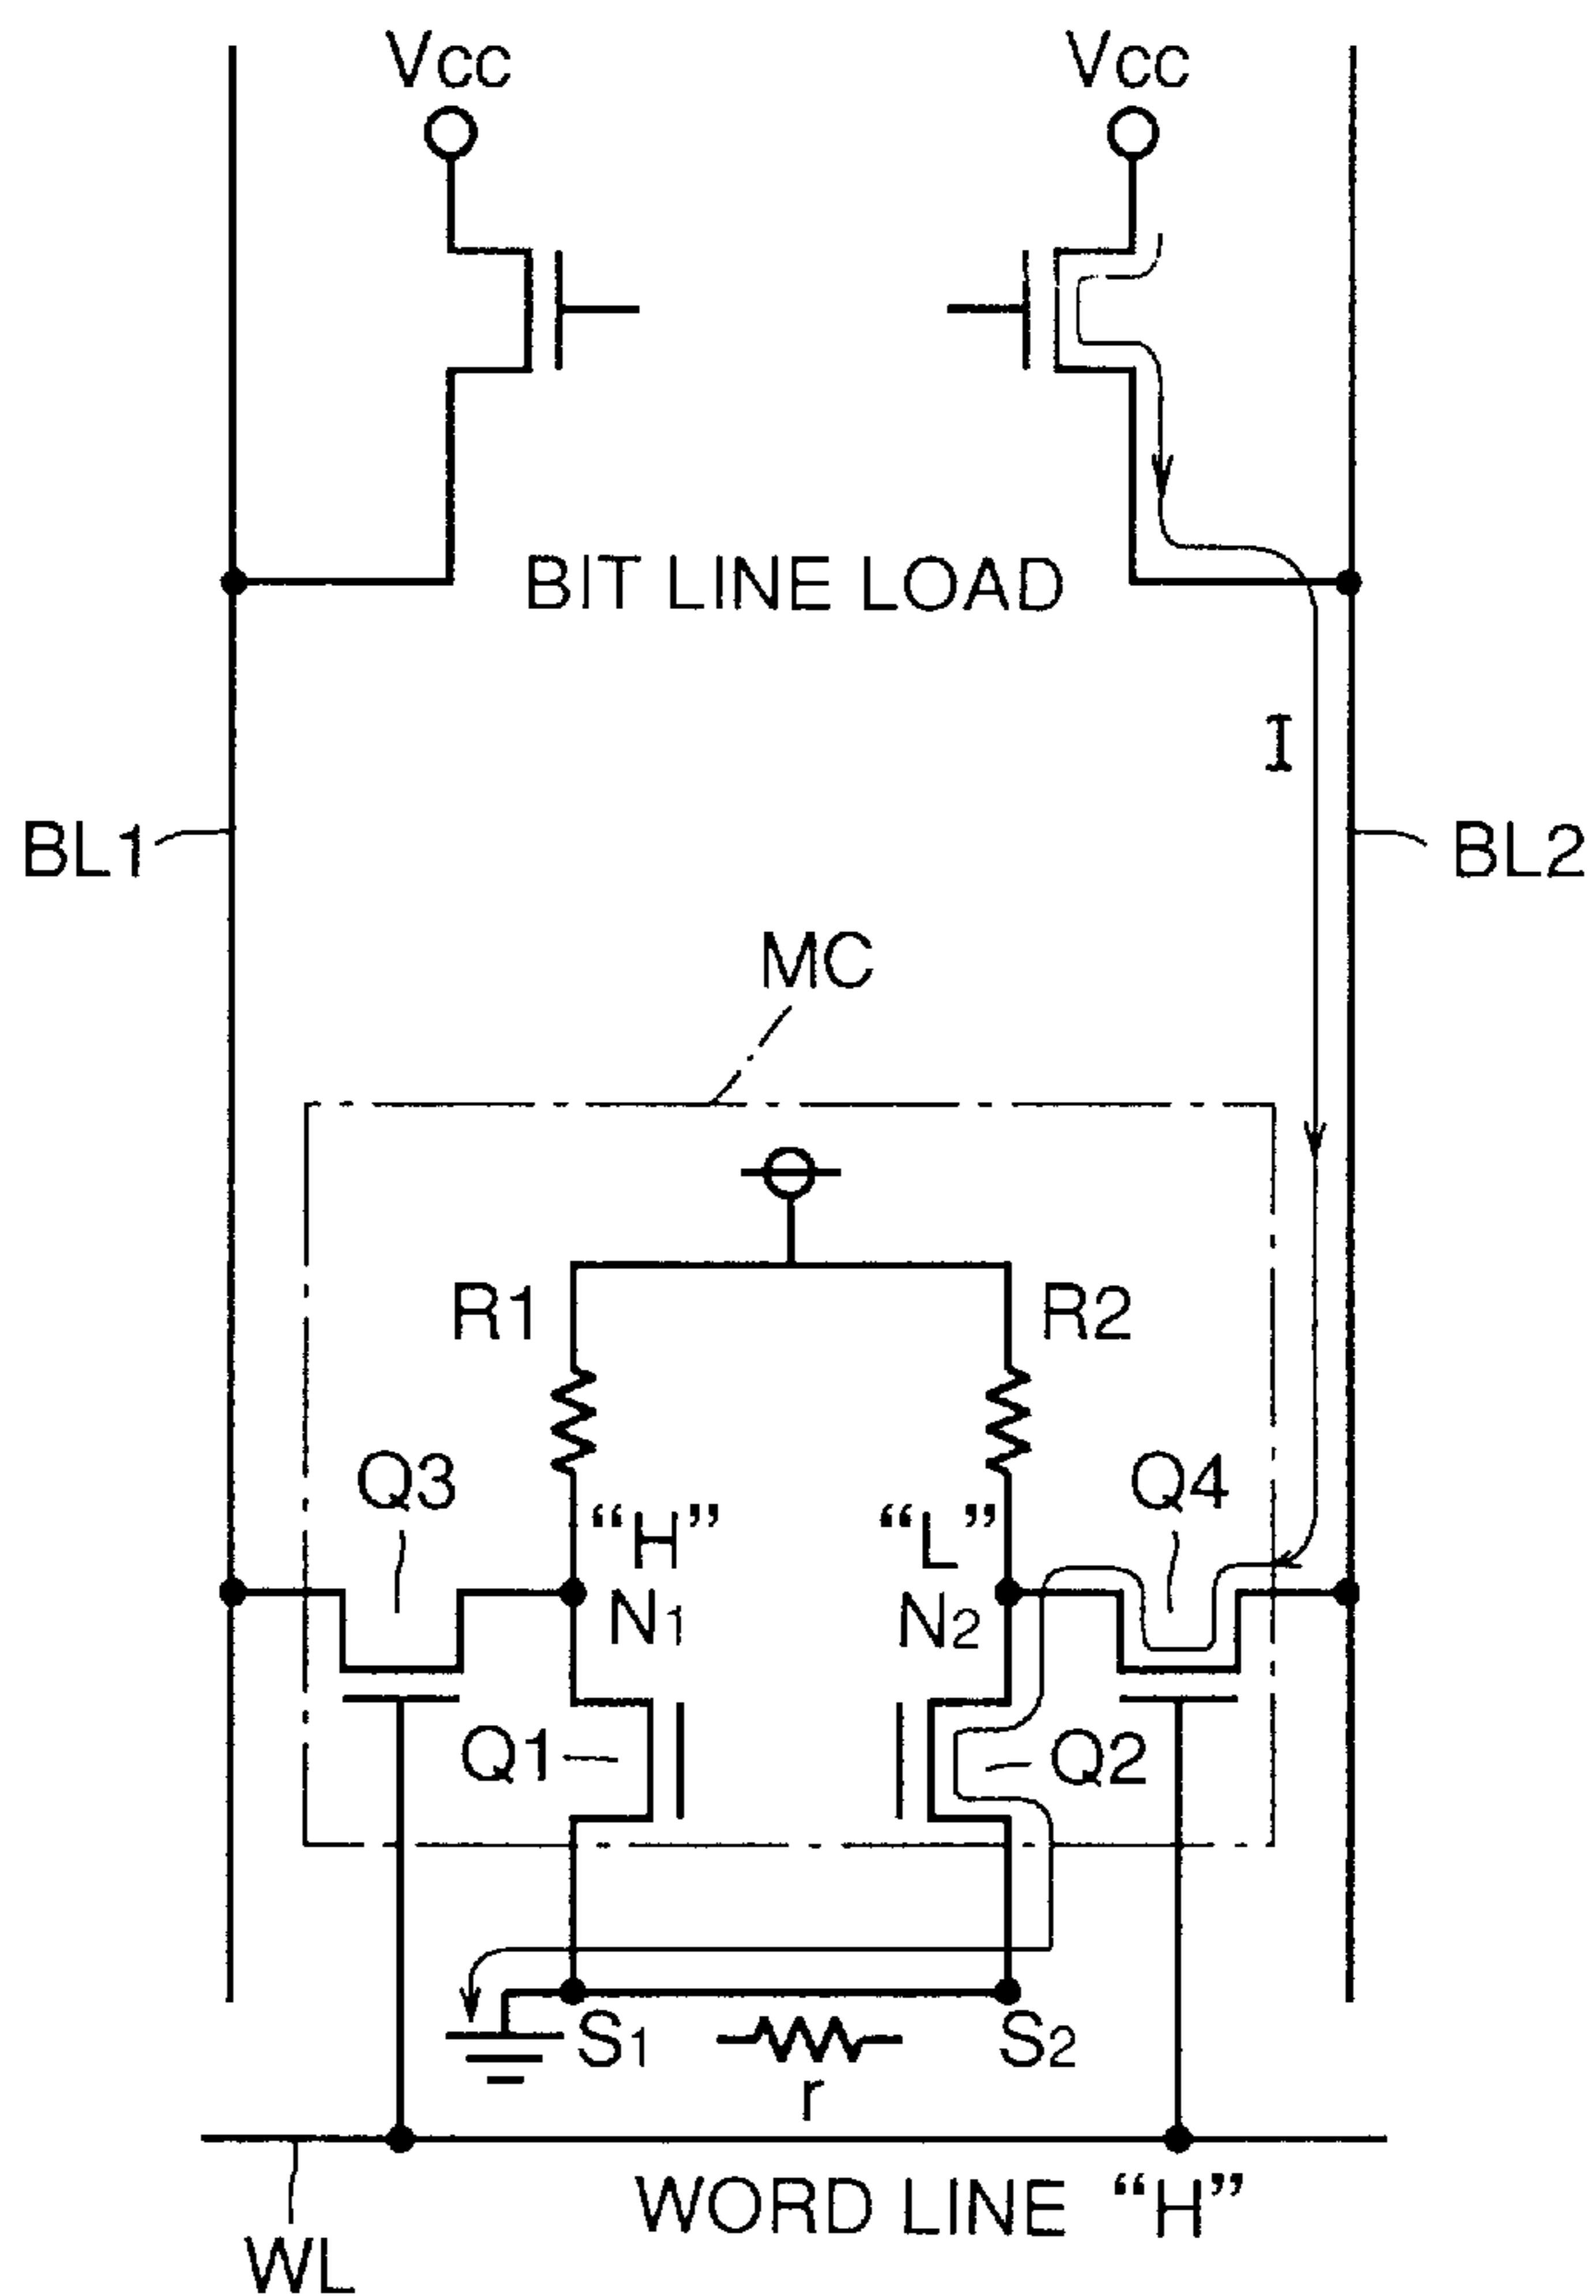 Vcc Vcc
BIT LINE LOAD
I
BL1 BL2
MC
R1 R2
Q3 "H" "L" Q4
N1 N2
Q1 Q2
S1 S2
r
WORD LINE "H"
WL